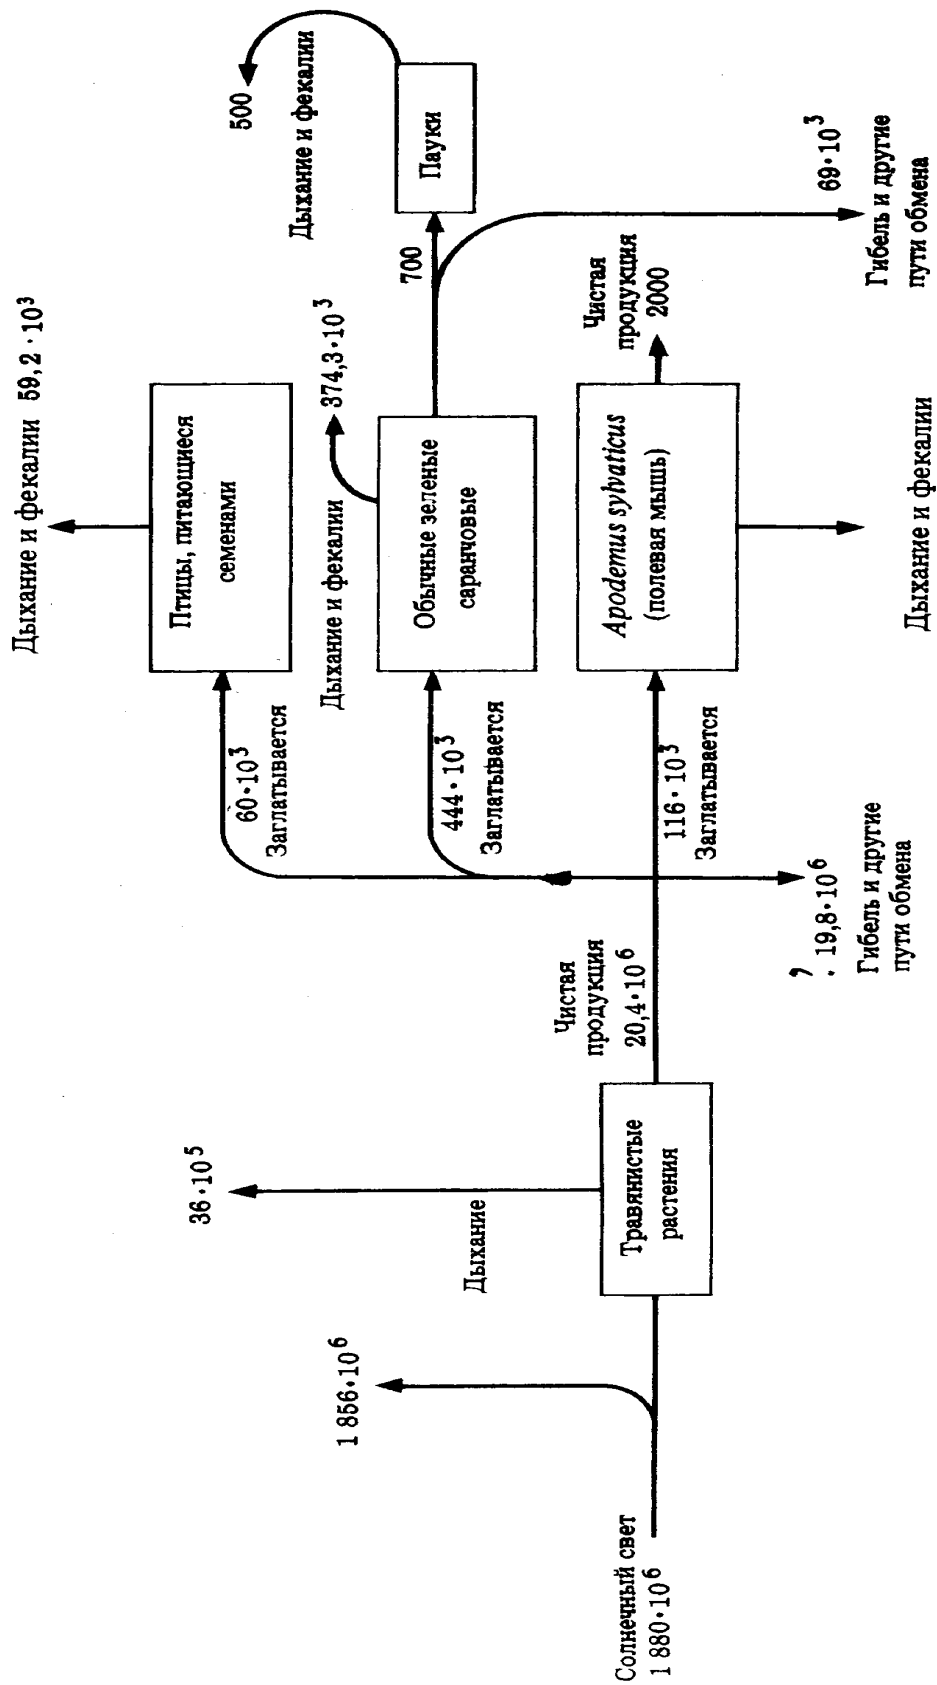 Солнечный свет
1 880·10⁶
1 856·10⁶
Травянистые
растения
Дыхание
36·10⁵
Чистая
продукция
20,4·10⁶
? 19,8·10⁶
Гибель и другие
пути обмена
60·10³
Заглатывается
444·10³
Заглатывается
116·10³
Заглатывается
Птицы, питающиеся
семенами
Дыхание и фекалии 59,2·10³
Обычные зеленые
саранчовые
Дыхание и фекалии
374,3·10³
Apodemus sylvaticus
(полевая мышь)
Дыхание и фекалии
Чистая
продукция
2000
700
Пауки
Дыхание и фекалии
500
69·10³
Гибель и другие
пути обмена